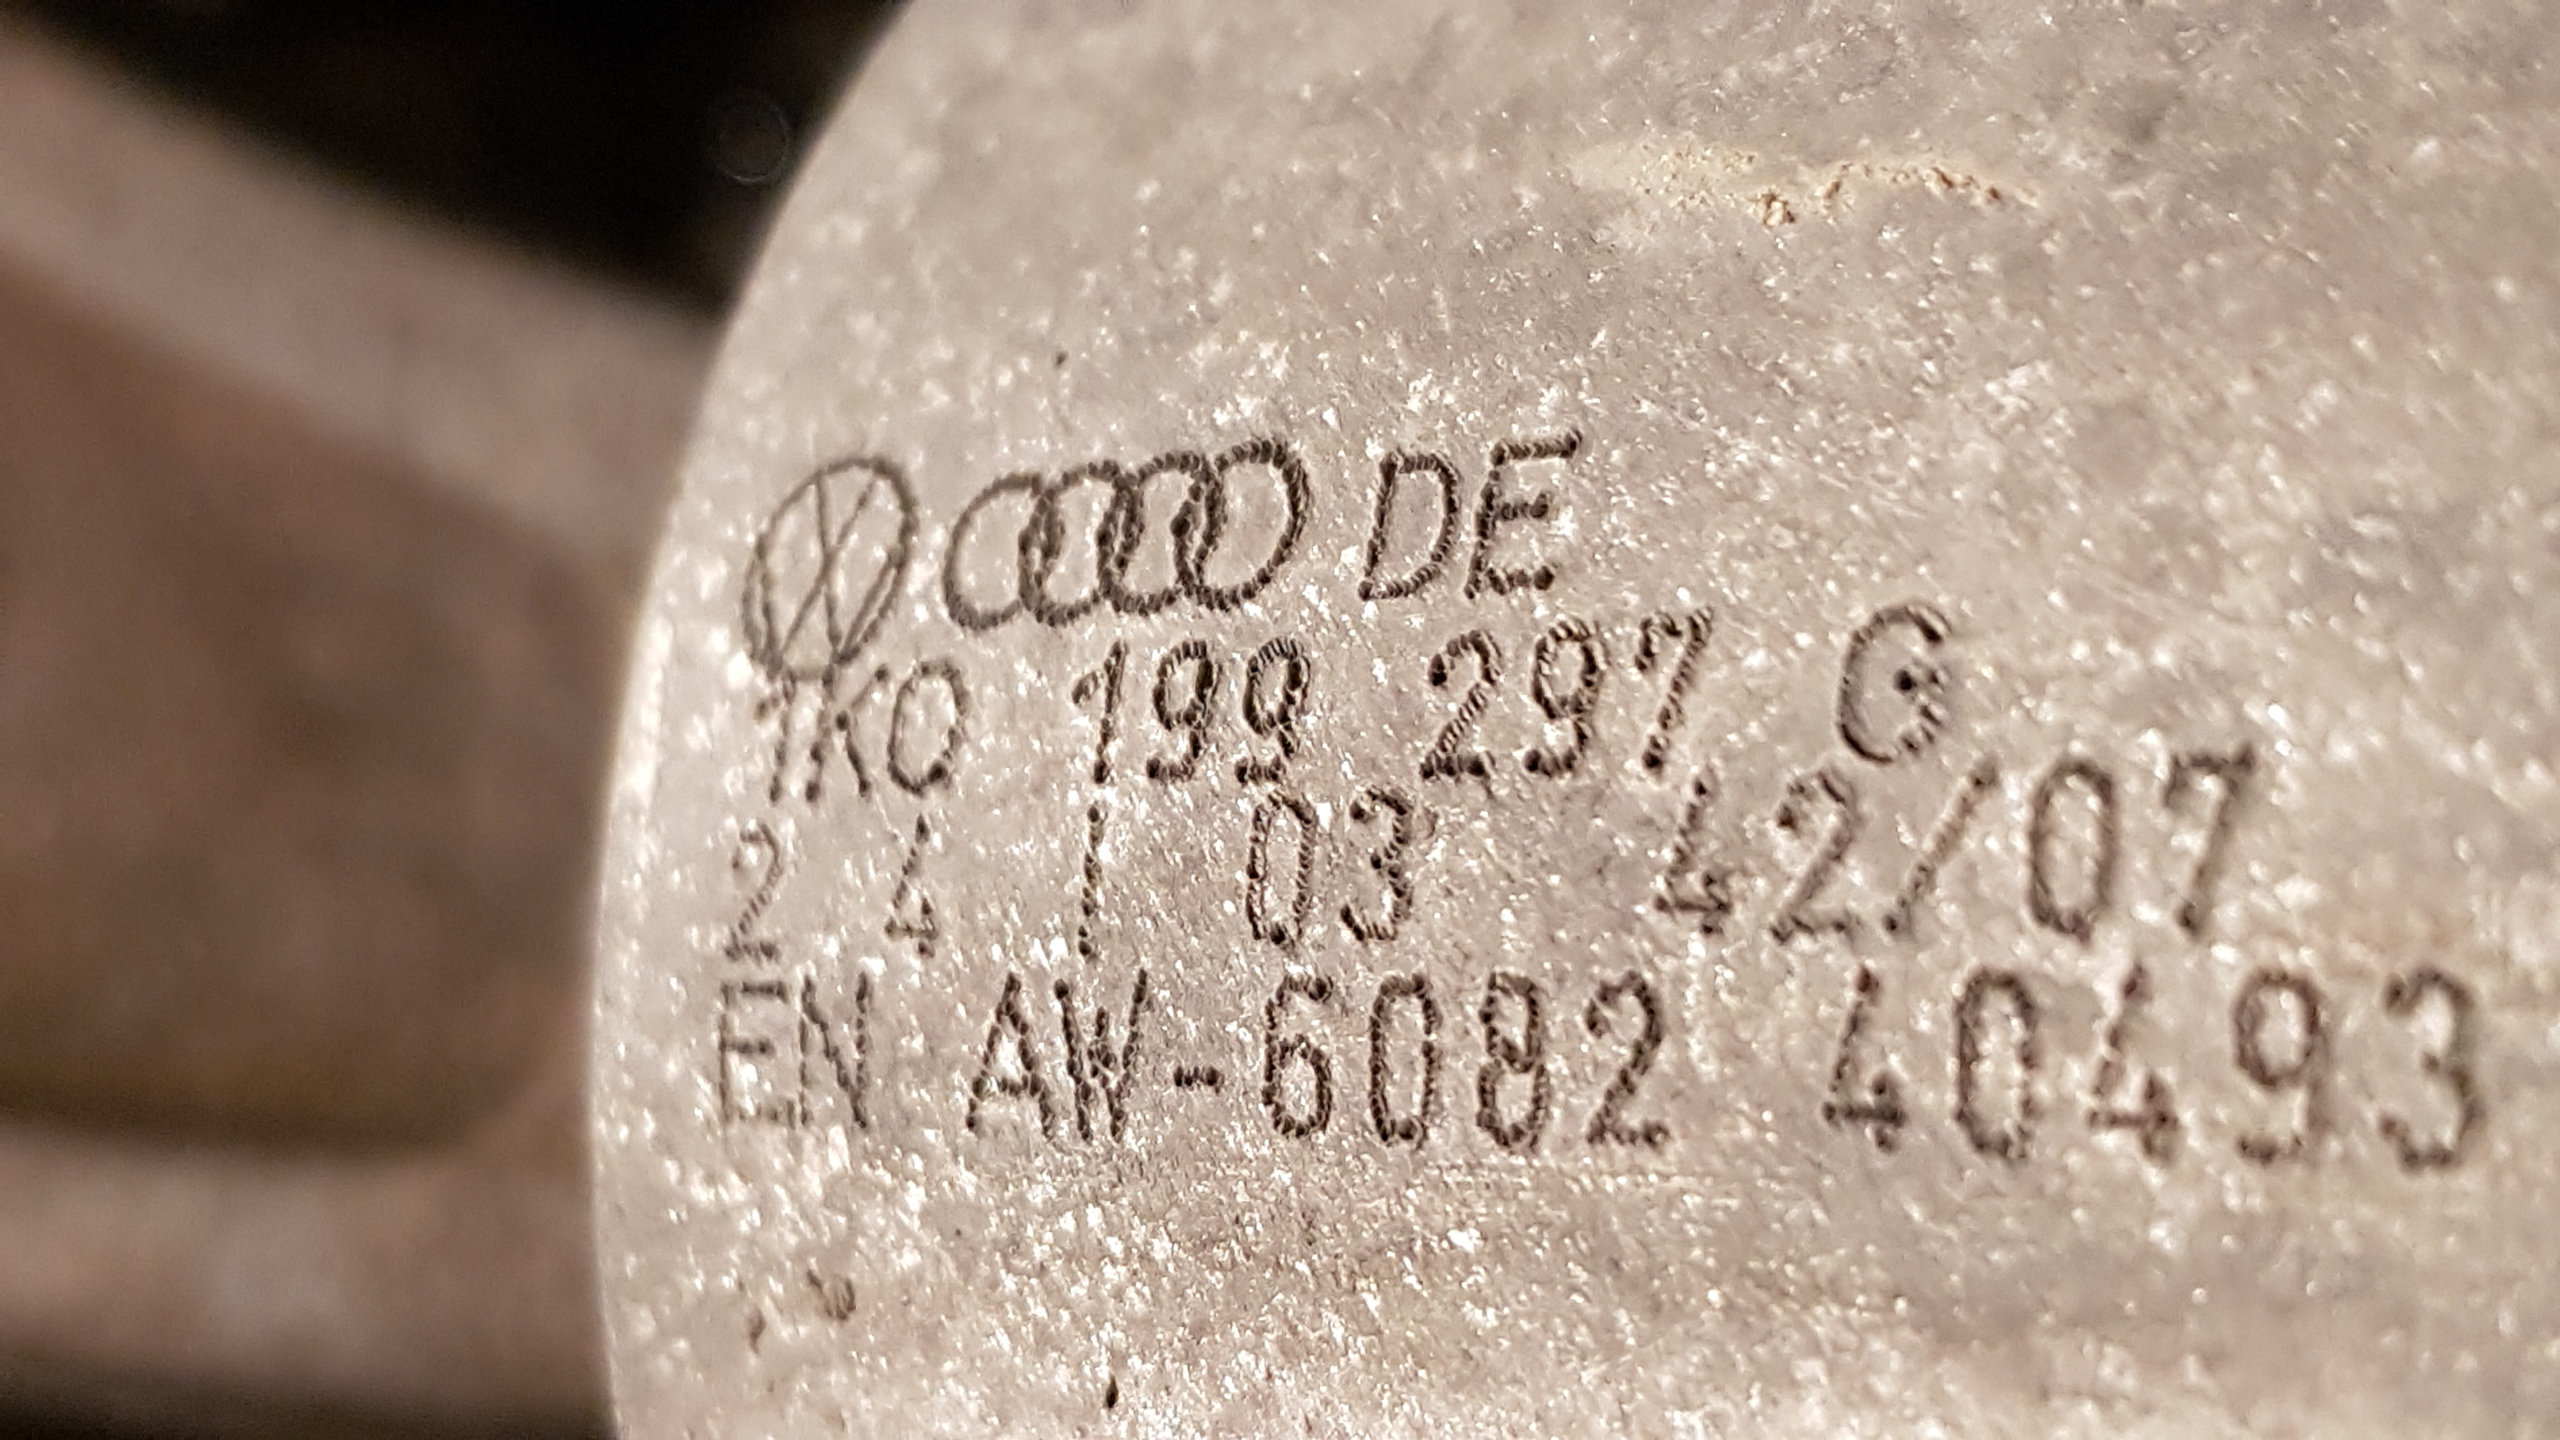 DE
1K0 199 297 G
2 4 / 03 42/07
EN AW-6082 40493